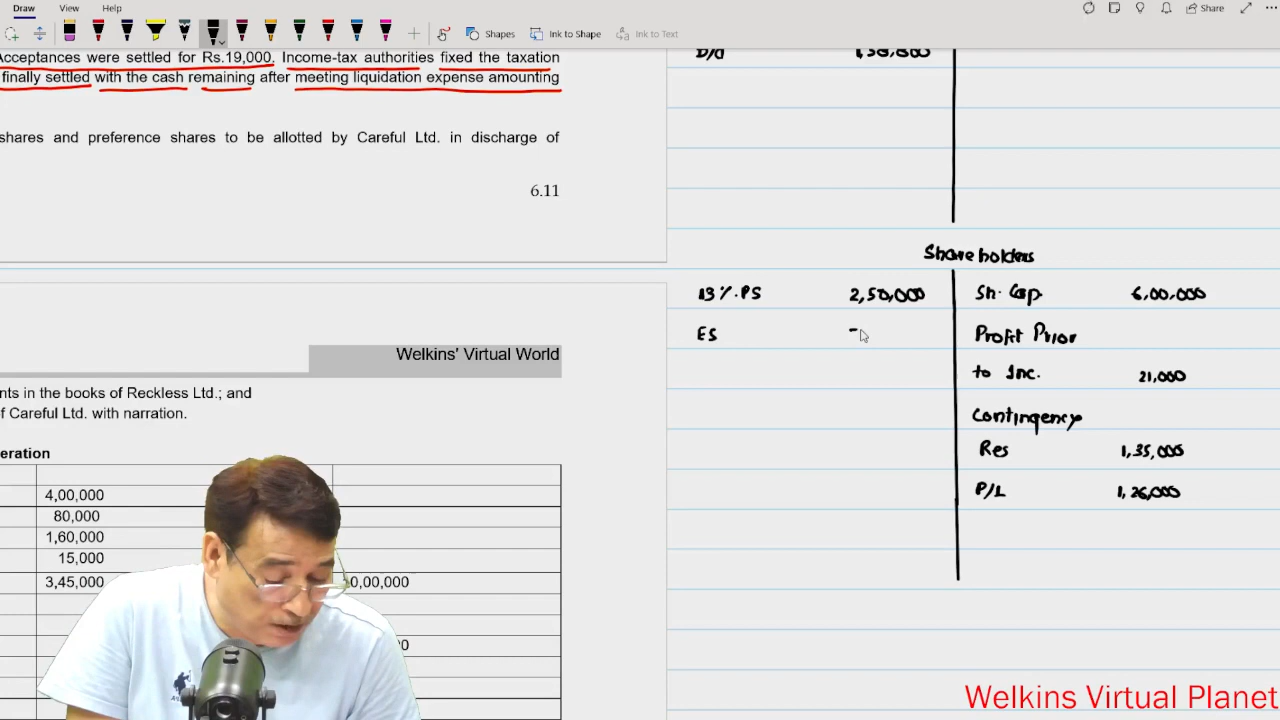 Draw View Help
Share
Shapes Ink to Shape Ink to Text
Acceptances were settled for Rs.19,000. Income-tax authorities fixed the taxation
finally settled with the cash remaining after meeting liquidation expense amounting
shares and preference shares to be allotted by Careful Ltd. in discharge of
6.11
Welkins' Virtual World
nts in the books of Reckless Ltd.; and
of Careful Ltd. with narration.
eration
4,00,000
80,000
1,60,000
15,000
3,45,000 0,00,000
B/d
Shareholders
13%.PS 2,50,000 Sh. Cap. 6,00,000
ES Profit Prior
to Inc. 21,000
Contingency
Res 1,35,000
P/L 1,26,000
Welkins Virtual Planet